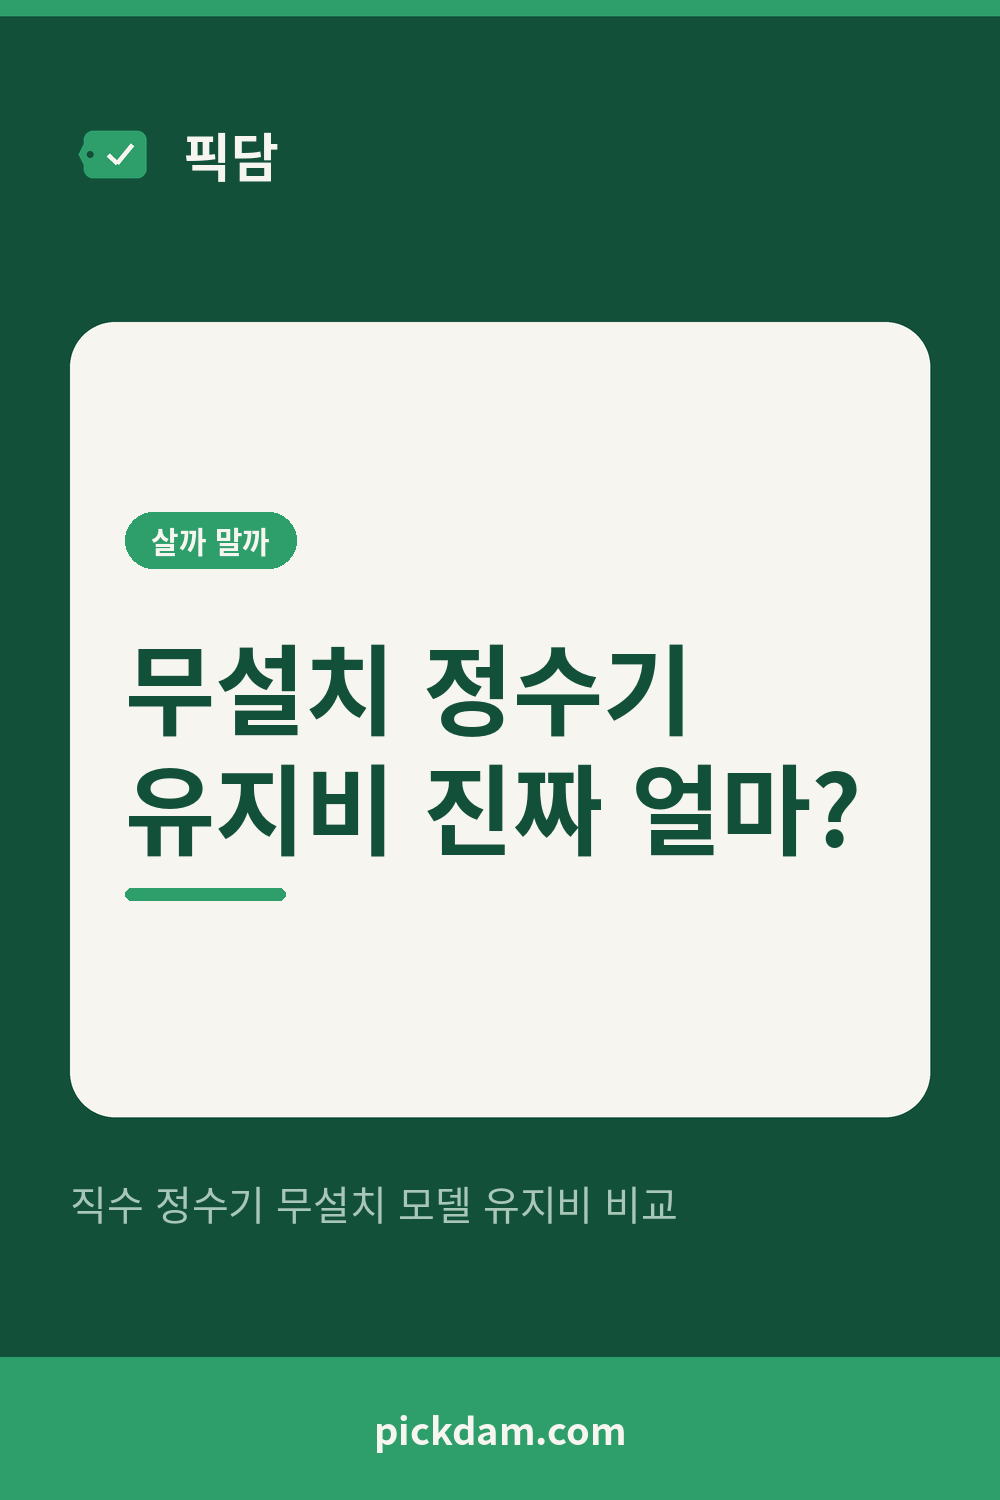 픽담
살까 말까
무설치 정수기
유지비 진짜 얼마?
직수 정수기 무설치 모델 유지비 비교
pickdam.com